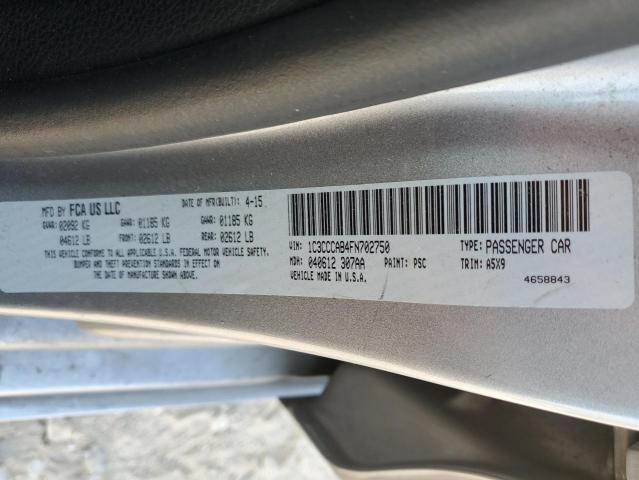 MFD BY FCA US LLC DATE OF MFR(BUILT): 4-15
GVWR: 02092 KG GAWR: 01185 KG GAWR: 01185 KG
04612 LB FRONT: 02612 LB REAR: 02612 LB
THIS VEHICLE CONFORMS TO ALL APPLICABLE U.S.A. FEDERAL MOTOR VEHICLE SAFETY,
BUMPER AND THEFT PREVENTION STANDARDS IN EFFECT ON
THE DATE OF MANUFACTURE SHOWN ABOVE.
VIN: 1C3CCCAB4FN702750 TYPE: PASSENGER CAR
MDH: 040612 307AA PAINT: PSC TRIM: A5X9
VEHICLE MADE IN U.S.A. 4658843